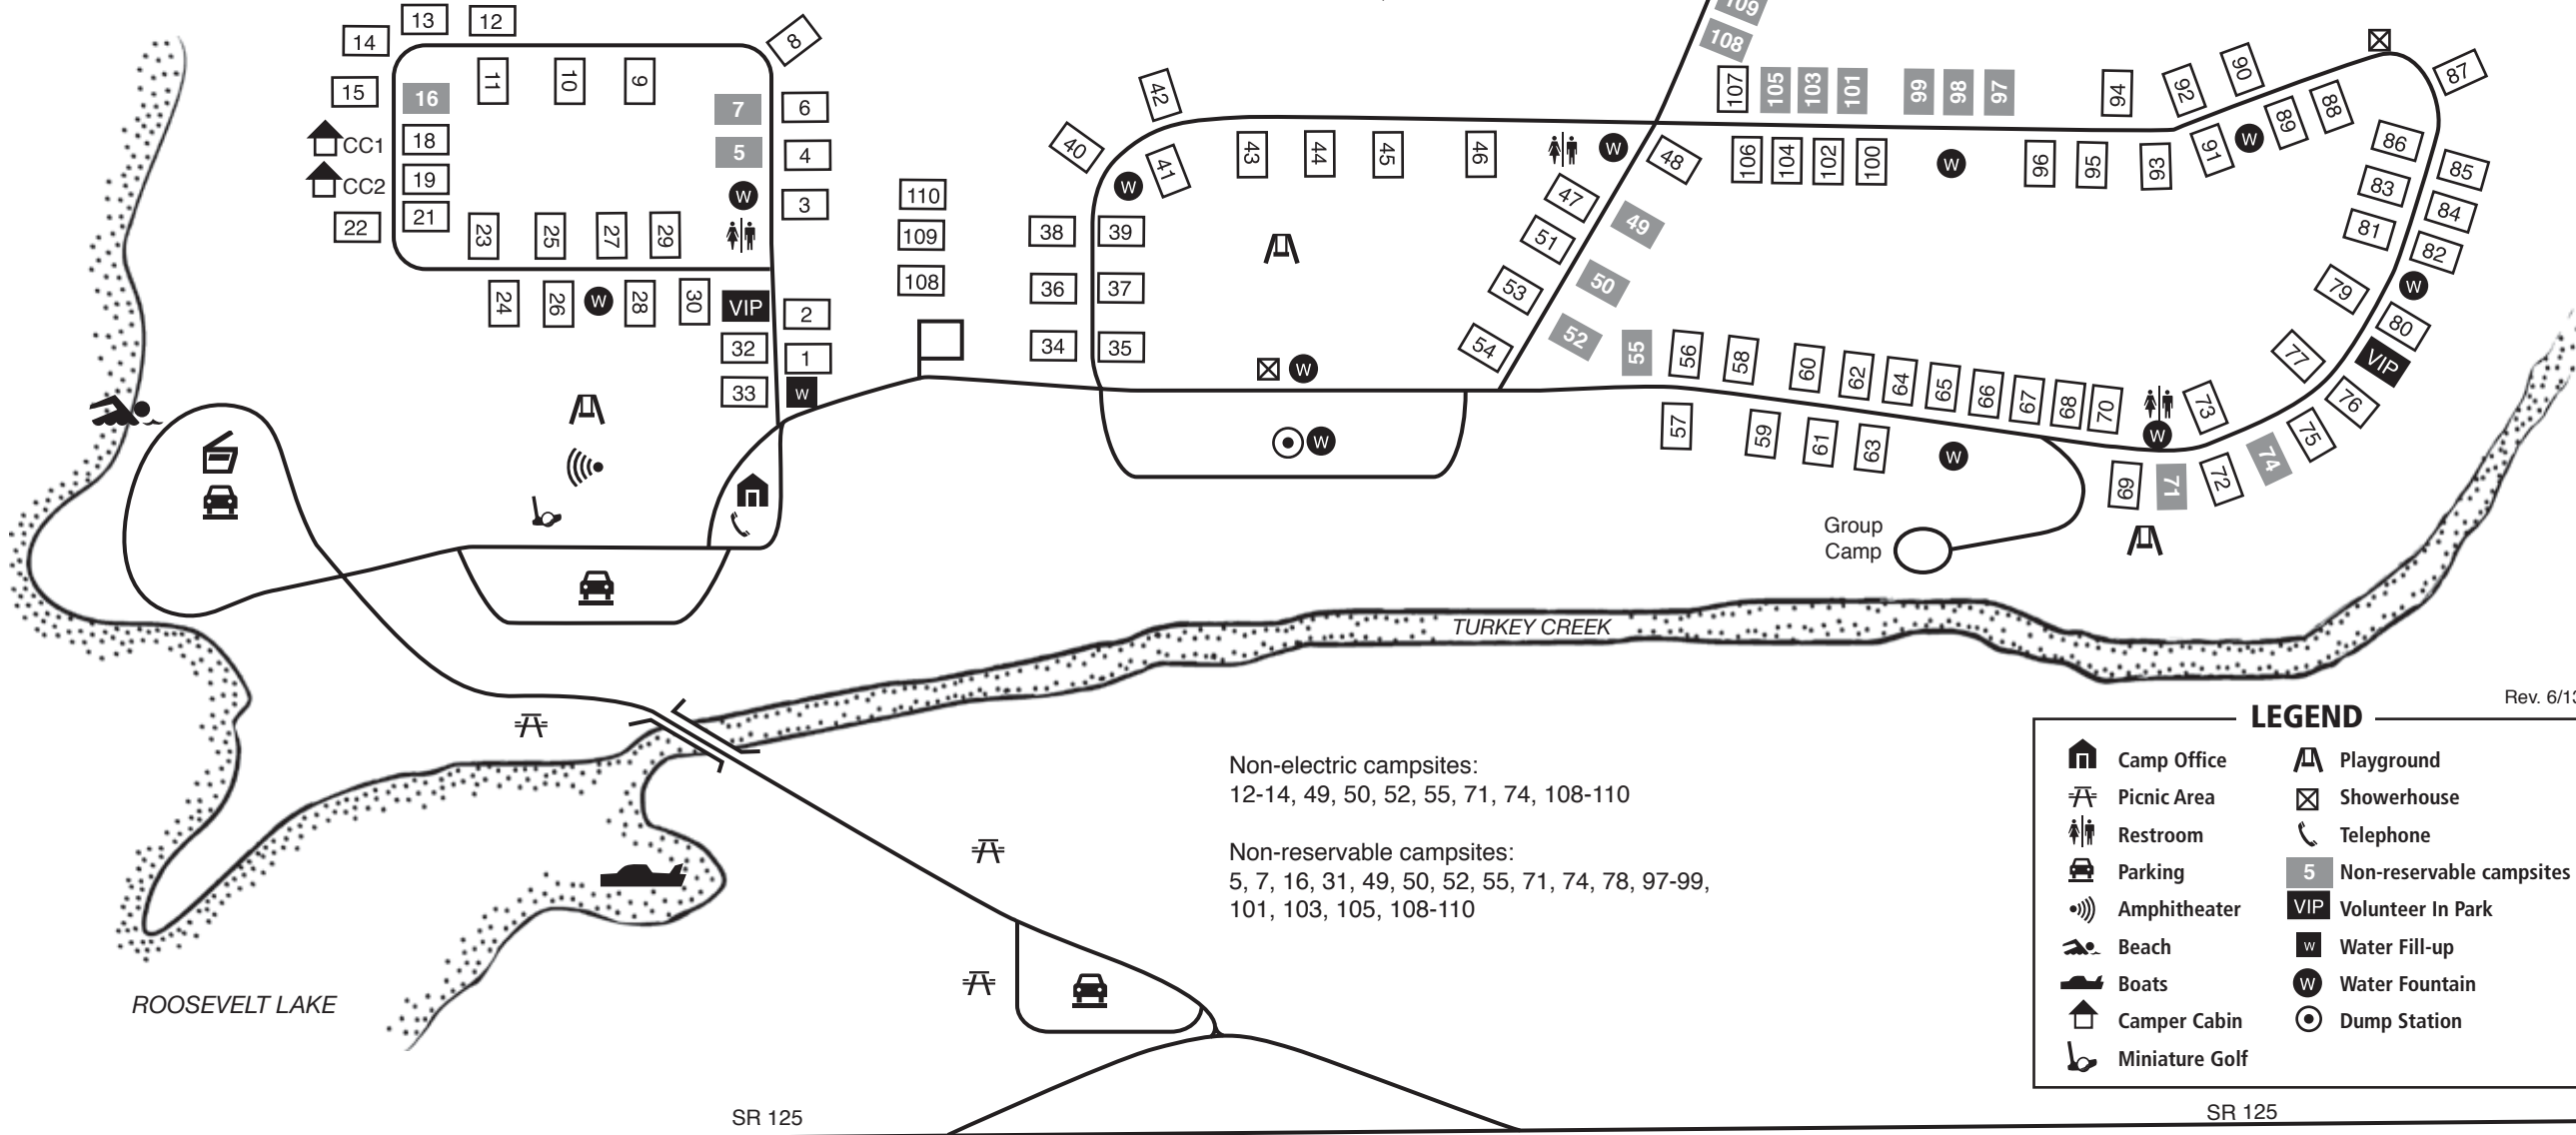 13
12
14
8
15
16
11
10
9
7
6
CC1
18
5
4
CC2
19
W
3
22
21
23
25
27
29
24
26
W
28
30
VIP
2
32
1
33
W
110
109
108
42
40
41
W
43
44
45
46
W
38
39
36
37
34
35
W
W
47
48
51
49
53
50
54
52
109
108
107
105
103
101
99
98
97
94
92
90
87
106
104
102
100
W
96
95
93
91
W
89
88
86
85
83
84
81
82
79
W
80
77
VIP
76
55
56
58
60
62
64
65
66
67
68
70
W
73
75
57
59
61
63
W
69
71
72
74
Group
Camp
TURKEY CREEK
ROOSEVELT LAKE
Non-electric campsites:
12-14, 49, 50, 52, 55, 71, 74, 108-110
Non-reservable campsites:
5, 7, 16, 31, 49, 50, 52, 55, 71, 74, 78, 97-99,
101, 103, 105, 108-110
Rev. 6/13
LEGEND
Camp Office
Picnic Area
Restroom
Parking
Amphitheater
Beach
Boats
Camper Cabin
Miniature Golf
Playground
Showerhouse
Telephone
5 Non-reservable campsites
VIP Volunteer In Park
W Water Fill-up
W Water Fountain
Dump Station
SR 125
SR 125